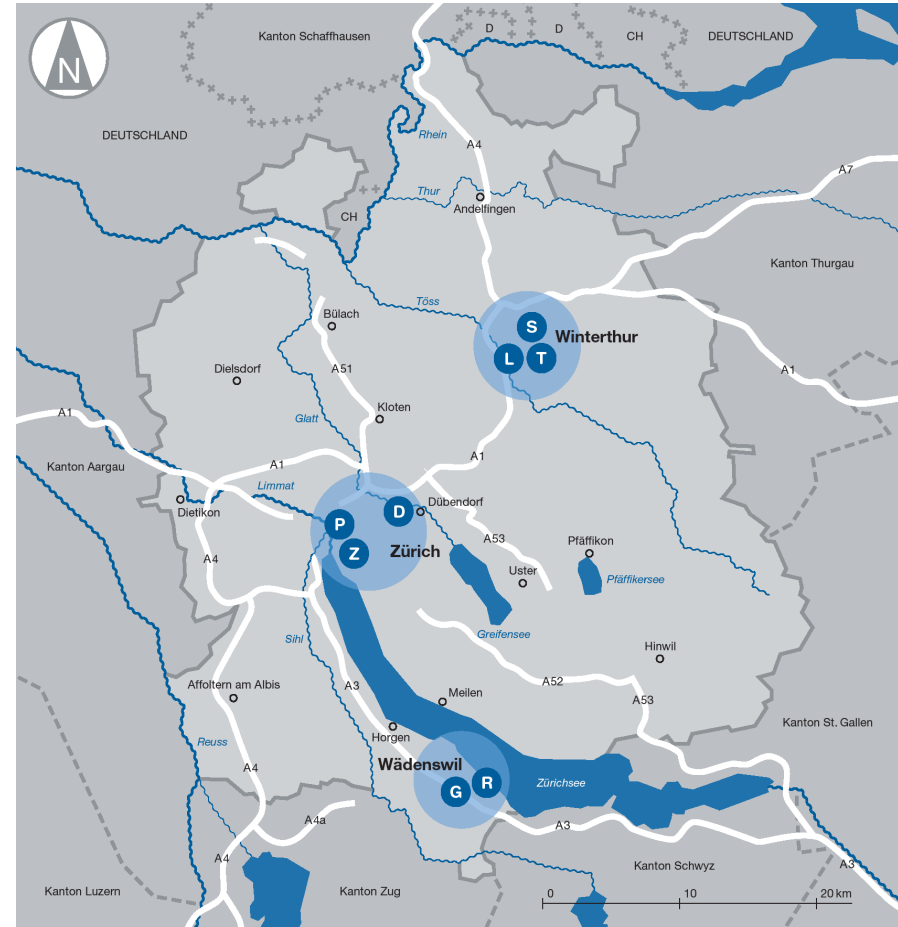 Kanton Schaffhausen
D
D
CH
DEUTSCHLAND
N
DEUTSCHLAND
Rhein
A4
A7
Thur
CH
Andelfingen
Kanton Thurgau
Töss
Bülach
S
Winterthur
L
T
Dielsdorf
A51
A1
Kloten
A1
Glatt
Kanton Aargau
A1
A1
Limmat
Dietikon
Dübendorf
P
D
Z
Zürich
A53
Pfäffikon
A4
Uster
Pfäffikersee
Sihl
Greifensee
Hinwil
A3
A52
Affoltern am Albis
Meilen
A53
Kanton St. Gallen
Reuss
Horgen
A4
Wädenswil
G
R
Zürichsee
A4a
A3
A4
Kanton Luzern
Kanton Zug
Kanton Schwyz
A3
0
10
20 km